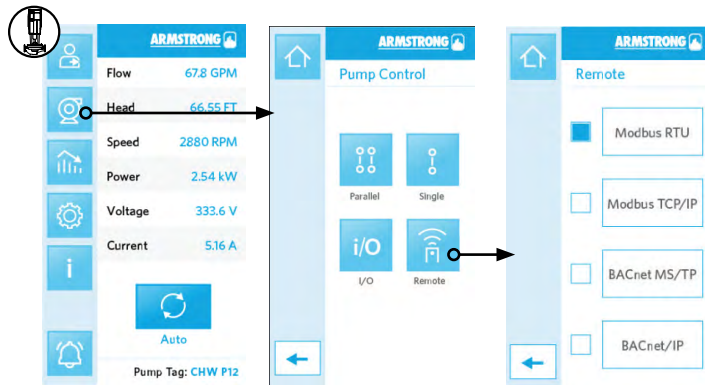 ARMSTRONG
Flow 67.8 GPM
Head 66.55 FT
Speed 2880 RPM
Power 2.54 kW
Voltage 333.6 V
Current 5.16 A
i
Auto
Pump Tag: CHW P12
ARMSTRONG
Pump Control
Parallel Single
i/O
I/O Remote
ARMSTRONG
Remote
Modbus RTU
Modbus TCP/IP
BACnet MS/TP
BACnet/IP